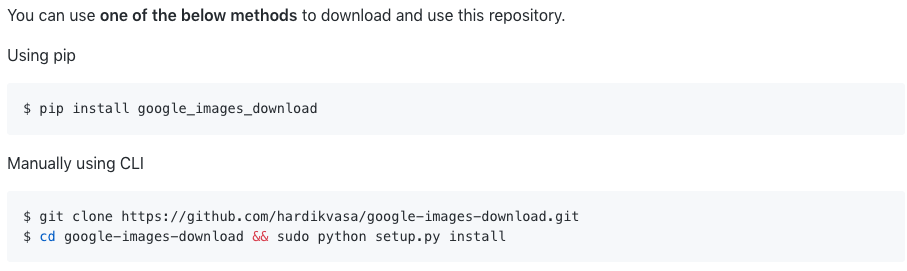 You can use one of the below methods to download and use this repository.
Using pip
$ pip install google_images_download
Manually using CLI
$ git clone https://github.com/hardikvasa/google-images-download.git
$ cd google-images-download && sudo python setup.py install